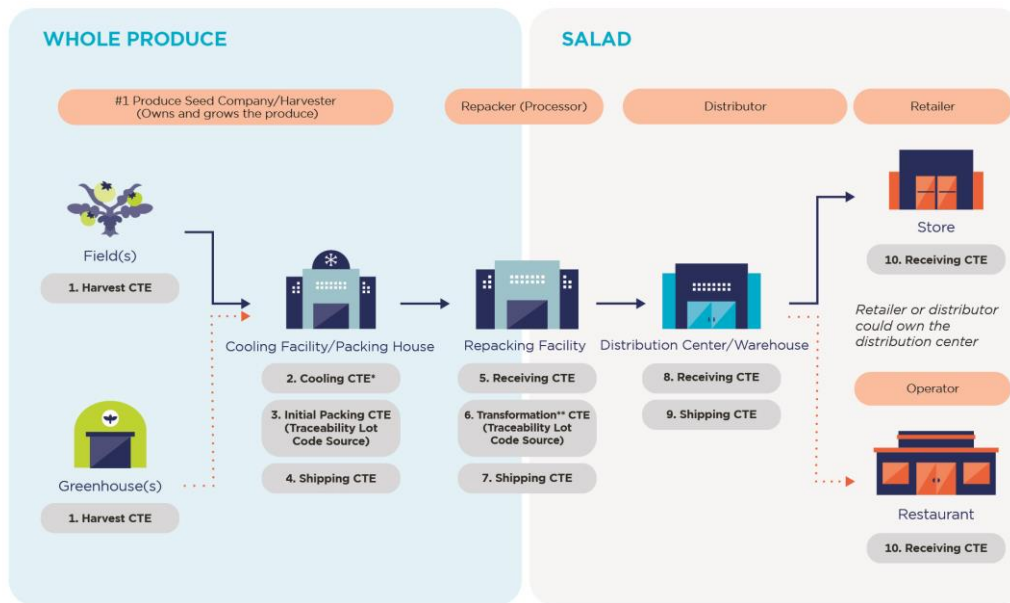 WHOLE PRODUCE
SALAD
#1 Produce Seed Company/Harvester
(Owns and grows the produce)
Repacker (Processor)
Distributor
Retailer
Field(s)
1. Harvest CTE
Greenhouse(s)
1. Harvest CTE
Cooling Facility/Packing House
2. Cooling CTE*
3. Initial Packing CTE
(Traceability Lot
Code Source)
4. Shipping CTE
Repacking Facility
5. Receiving CTE
6. Transformation** CTE
(Traceability Lot
Code Source)
7. Shipping CTE
Distribution Center/Warehouse
8. Receiving CTE
9. Shipping CTE
Store
10. Receiving CTE
Retailer or distributor
could own the
distribution center
Operator
Restaurant
10. Receiving CTE